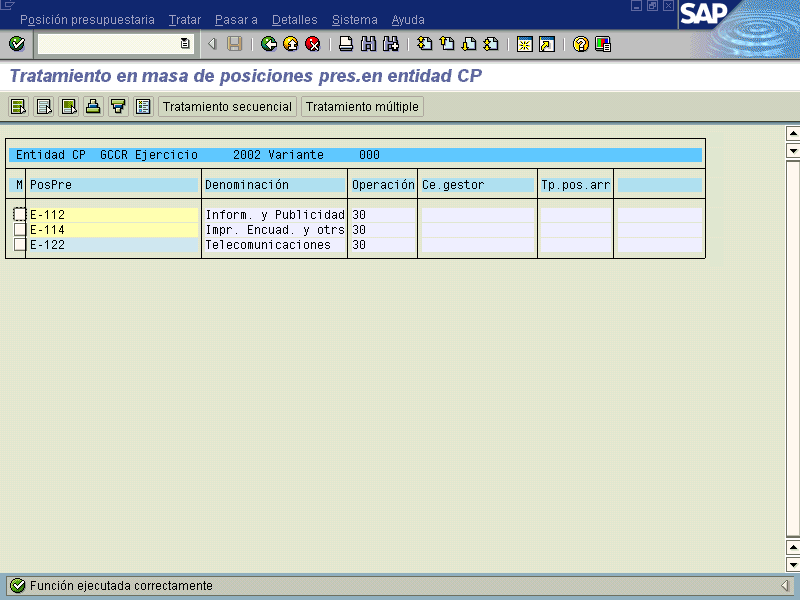 Posición presupuestaria Tratar Pasar a Detalles Sistema Ayuda
SAP
Tratamiento en masa de posiciones pres.en entidad CP
Tratamiento secuencial Tratamiento múltiple
Entidad CP GCCR Ejercicio 2002 Variante 000
M PosPre Denominación Operación Ce.gestor Tp.pos.arr
E-112 Inform. y Publicidad 30
E-114 Impr. Encuad. y otrs 30
E-122 Telecomunicaciones 30
Función ejecutada correctamente